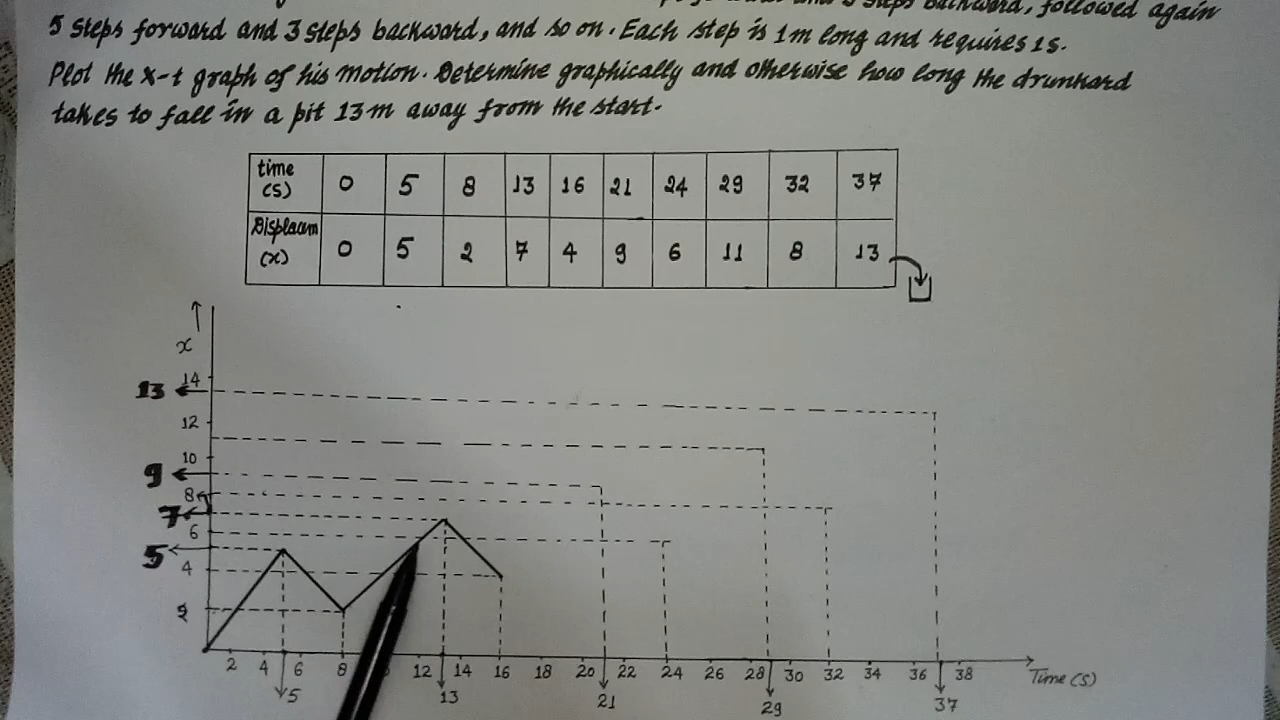 steps backward, followed again
5 steps forward and 3 steps backward, and so on. Each step is 1m long and requires 1s.
Plot the x-t graph of his motion. Determine graphically and otherwise how long the drunkard
takes to fall in a pit 13m away from the start.
time (s) 0 5 8 13 16 21 24 29 32 37
Displacem (x) 0 5 2 7 4 9 6 11 8 13
x
14
13
12
10
9
8
7
6
5
4
2
2 4 6 8 12 14 16 18 20 22 24 26 28 30 32 34 36 38 Time (s)
5 13 21 29 37